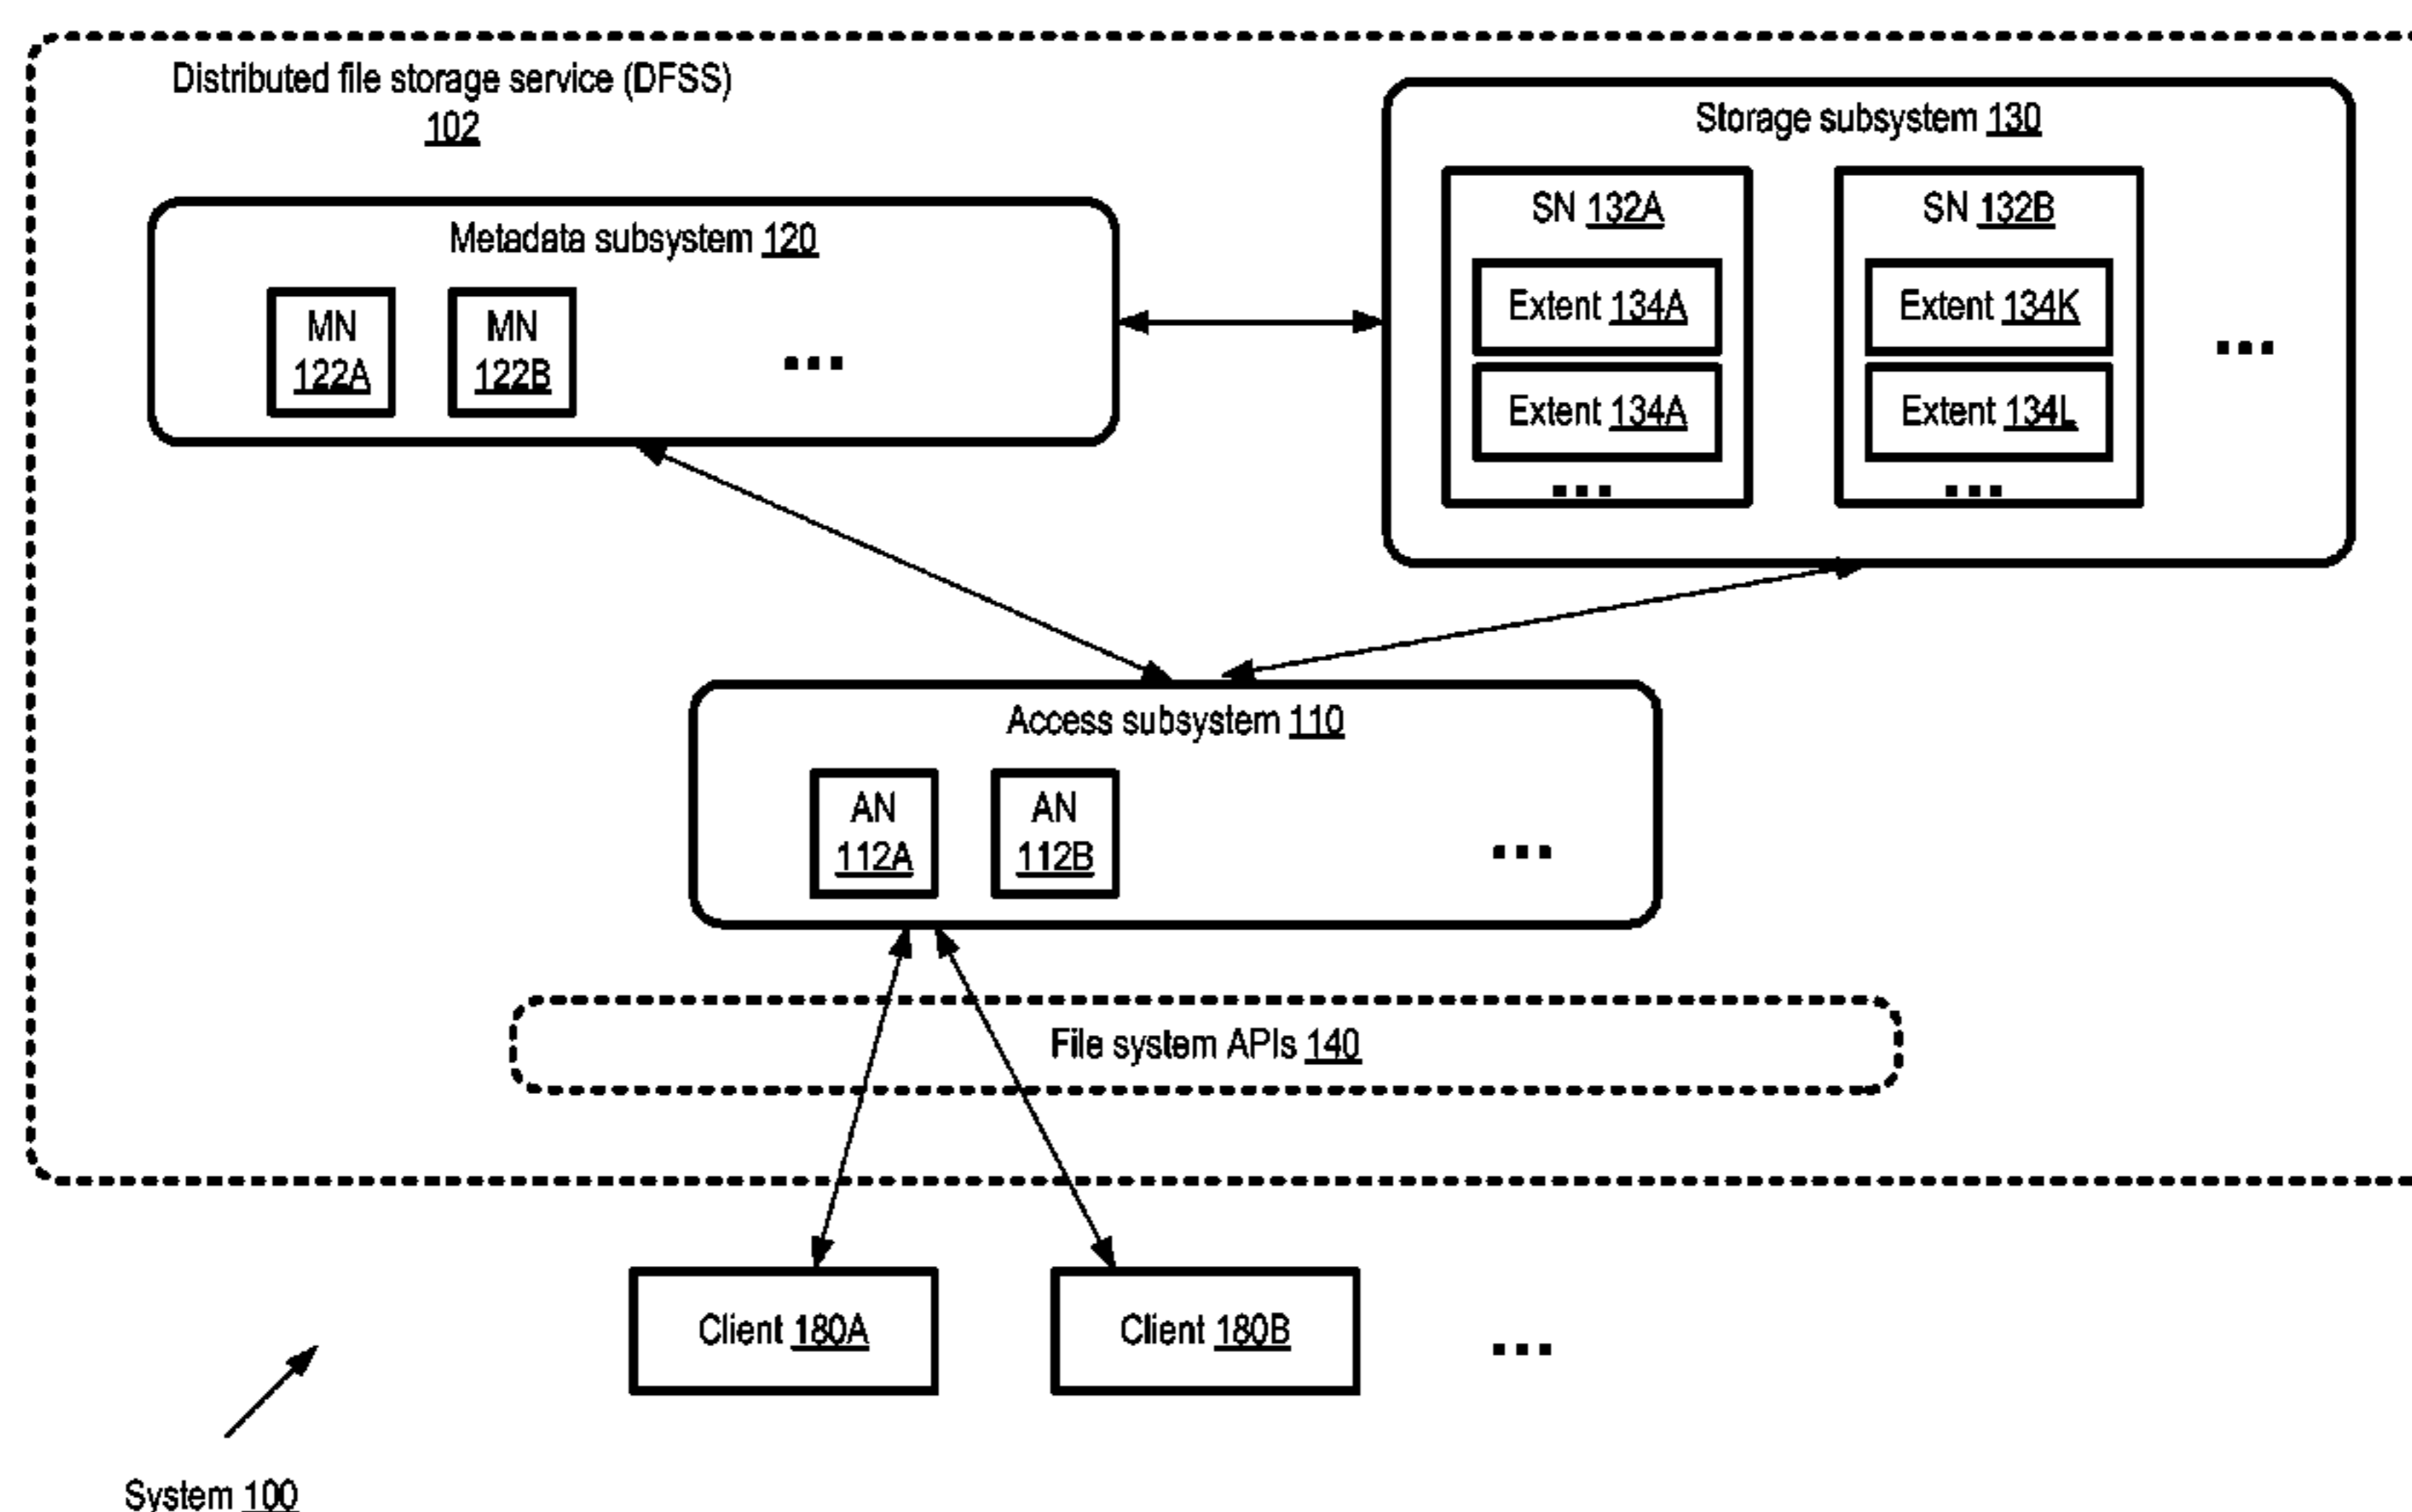 Distributed file storage service (DFSS)
102
Storage subsystem 130
SN 132A
SN 132B
Metadata subsystem 120
Extent 134A
Extent 134K
MN
122A
MN
122B
...
...
Extent 134A
Extent 134L
...
...
Access subsystem 110
AN
112A
AN
112B
...
File system APIs 140
Client 180A
Client 180B
...
System 100